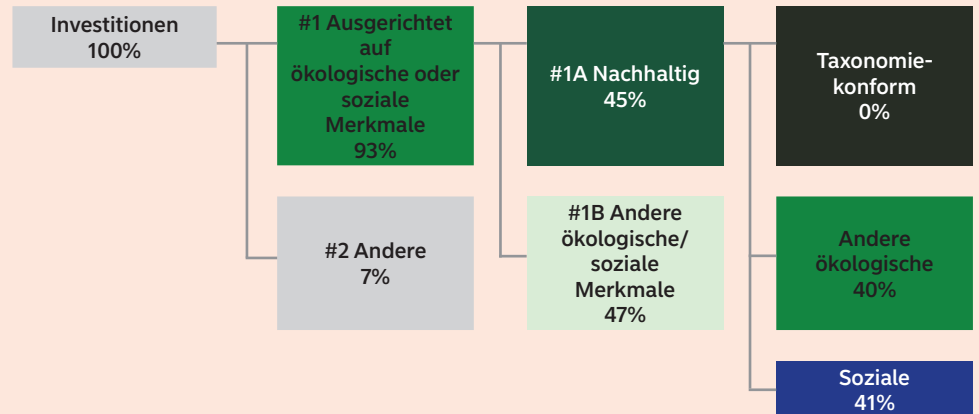 Investitionen
100%
#1 Ausgerichtet
auf
ökologische oder
soziale
Merkmale
93%
#1A Nachhaltig
45%
Taxonomie-
konform
0%
#2 Andere
7%
#1B Andere
ökologische/
soziale
Merkmale
47%
Andere
ökologische
40%
Soziale
41%